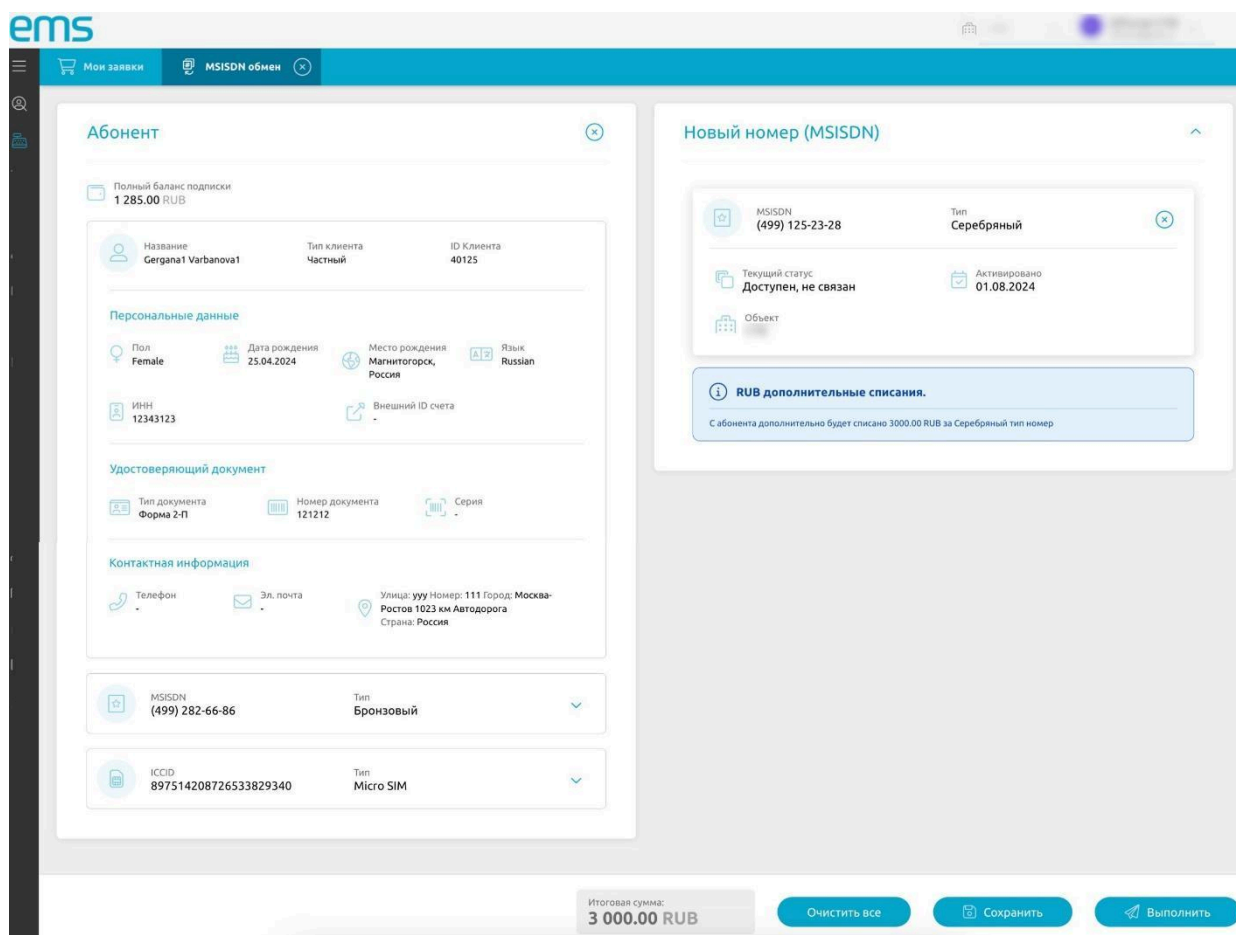 ems
Мои заявки
MSISDN обмен
Абонент
Полный баланс подписки
1 285.00 RUB
Название
Gergana1 Varbanova1
Тип клиента
Частный
ID Клиента
40125
Персональные данные
Пол
Female
Дата рождения
25.04.2024
Место рождения
Магнитогорск,
Россия
Язык
Russian
ИНН
12343123
Внешний ID счета
-
Удостоверяющий документ
Тип документа
Форма 2-П
Номер документа
121212
Серия
-
Контактная информация
Телефон
-
Эл. почта
-
Улица: ууу Номер: 111 Город: Москва-
Ростов 1023 км Автодорога
Страна: Россия
MSISDN
(499) 282-66-86
Тип
Бронзовый
ICCID
897514208726533829340
Тип
Micro SIM
Новый номер (MSISDN)
MSISDN
(499) 125-23-28
Тип
Серебряный
Текущий статус
Доступен, не связан
Активировано
01.08.2024
Объект
RUB дополнительные списания.
С абонента дополнительно будет списано 3000.00 RUB за Серебряный тип номер
Итоговая сумма:
3 000.00 RUB
Очистить все
Сохранить
Выполнить